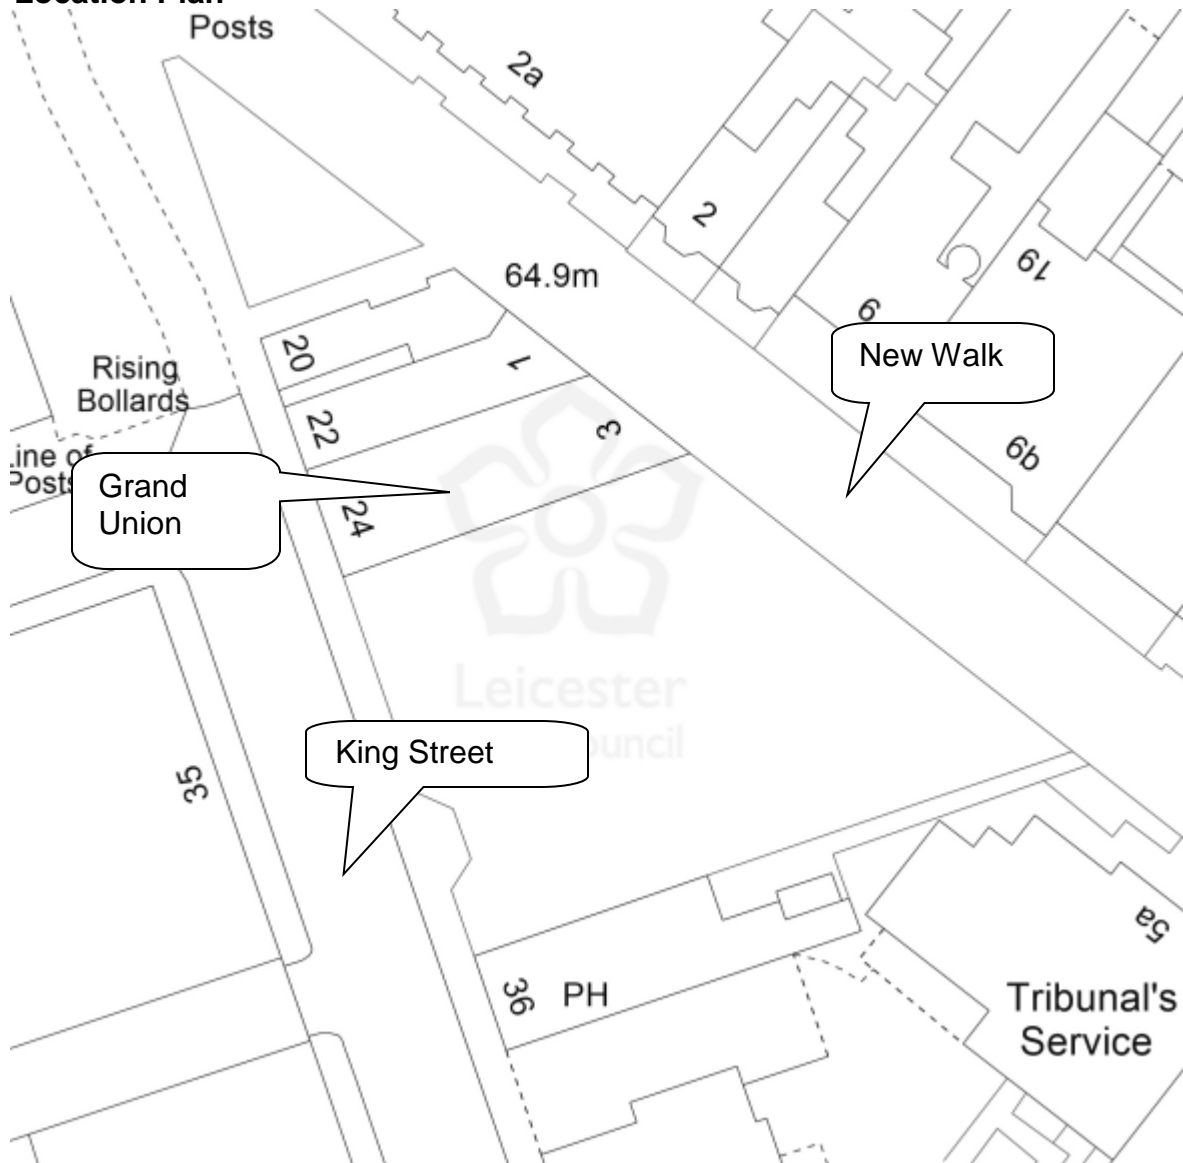 Location Plan
Posts
2a
2
64.9m
19
6
New Walk
20
1
Rising
Bollards
22
3
6b
Line of
Posts
Grand
Union
24
Leicester
King Street
35
5a
36
PH
Tribunal's
Service